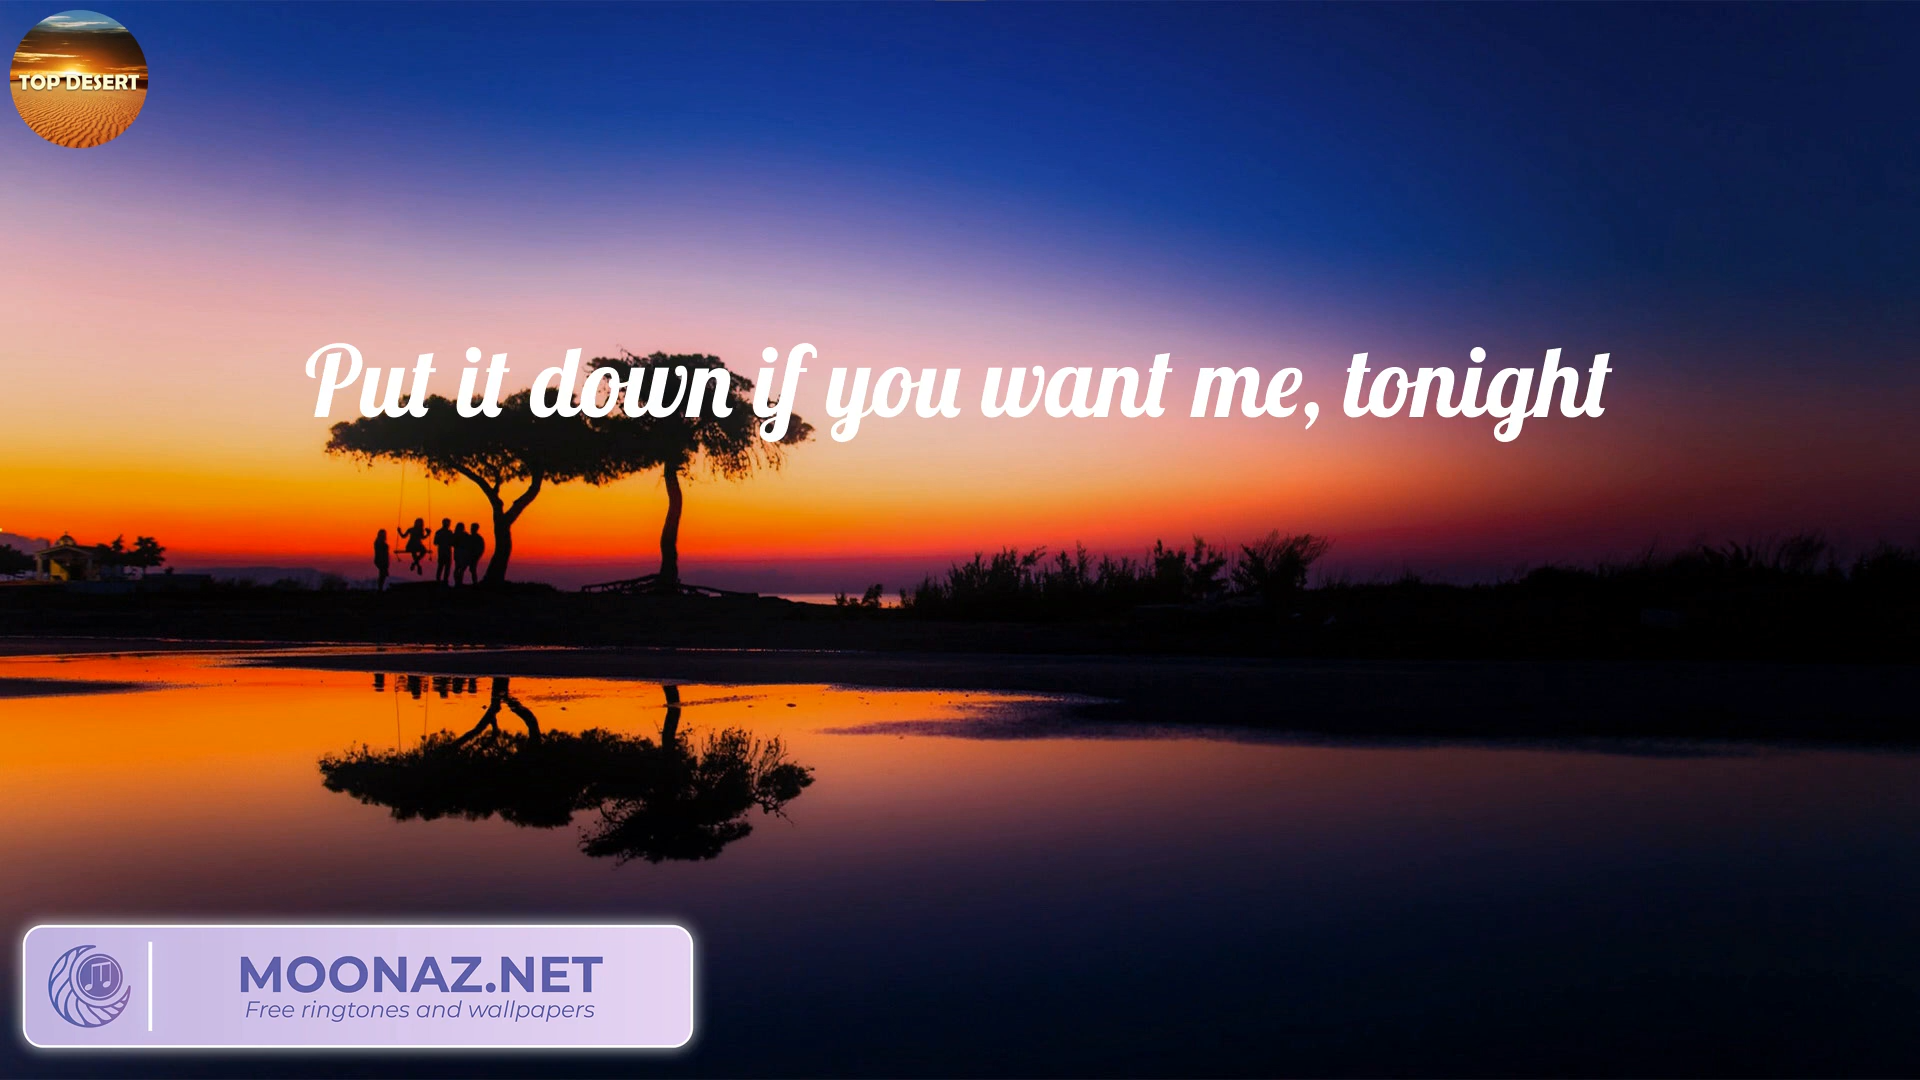 TOP DESERT
Put it down if you want me, tonight
MOONAZ.NET
Free ringtones and wallpapers